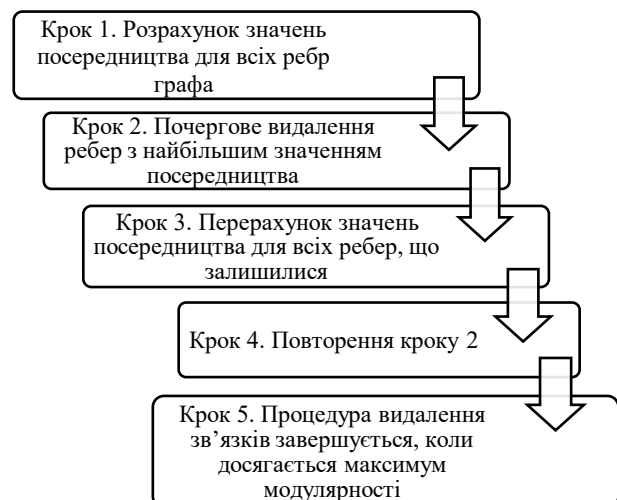 Крок 1. Розрахунок значень
посередництва для всіх ребр
графа
Крок 2. Почергове видалення
ребер з найбільшим значенням
посередництва
Крок 3. Перерахунок значень
посередництва для всіх ребер, що
залишилися
Крок 4. Повторення кроку 2
Крок 5. Процедура видалення
зв’язків завершується, коли
досягається максимум
модулярності